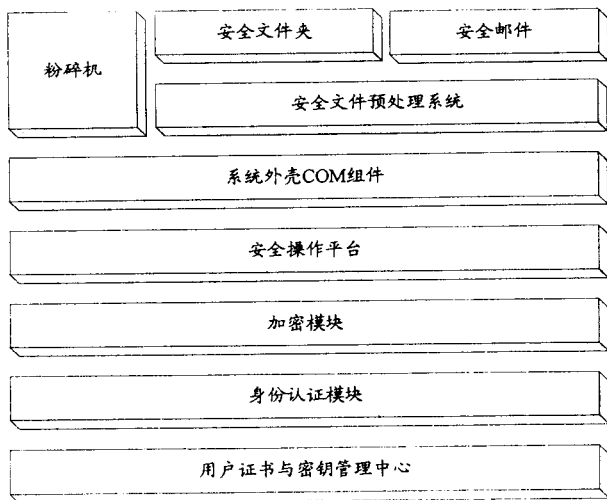 粉碎机
安全文件夹
安全邮件
安全文件预处理系统
系统外壳COM组件
安全操作平台
加密模块
身份认证模块
用户证书与密钥管理中心